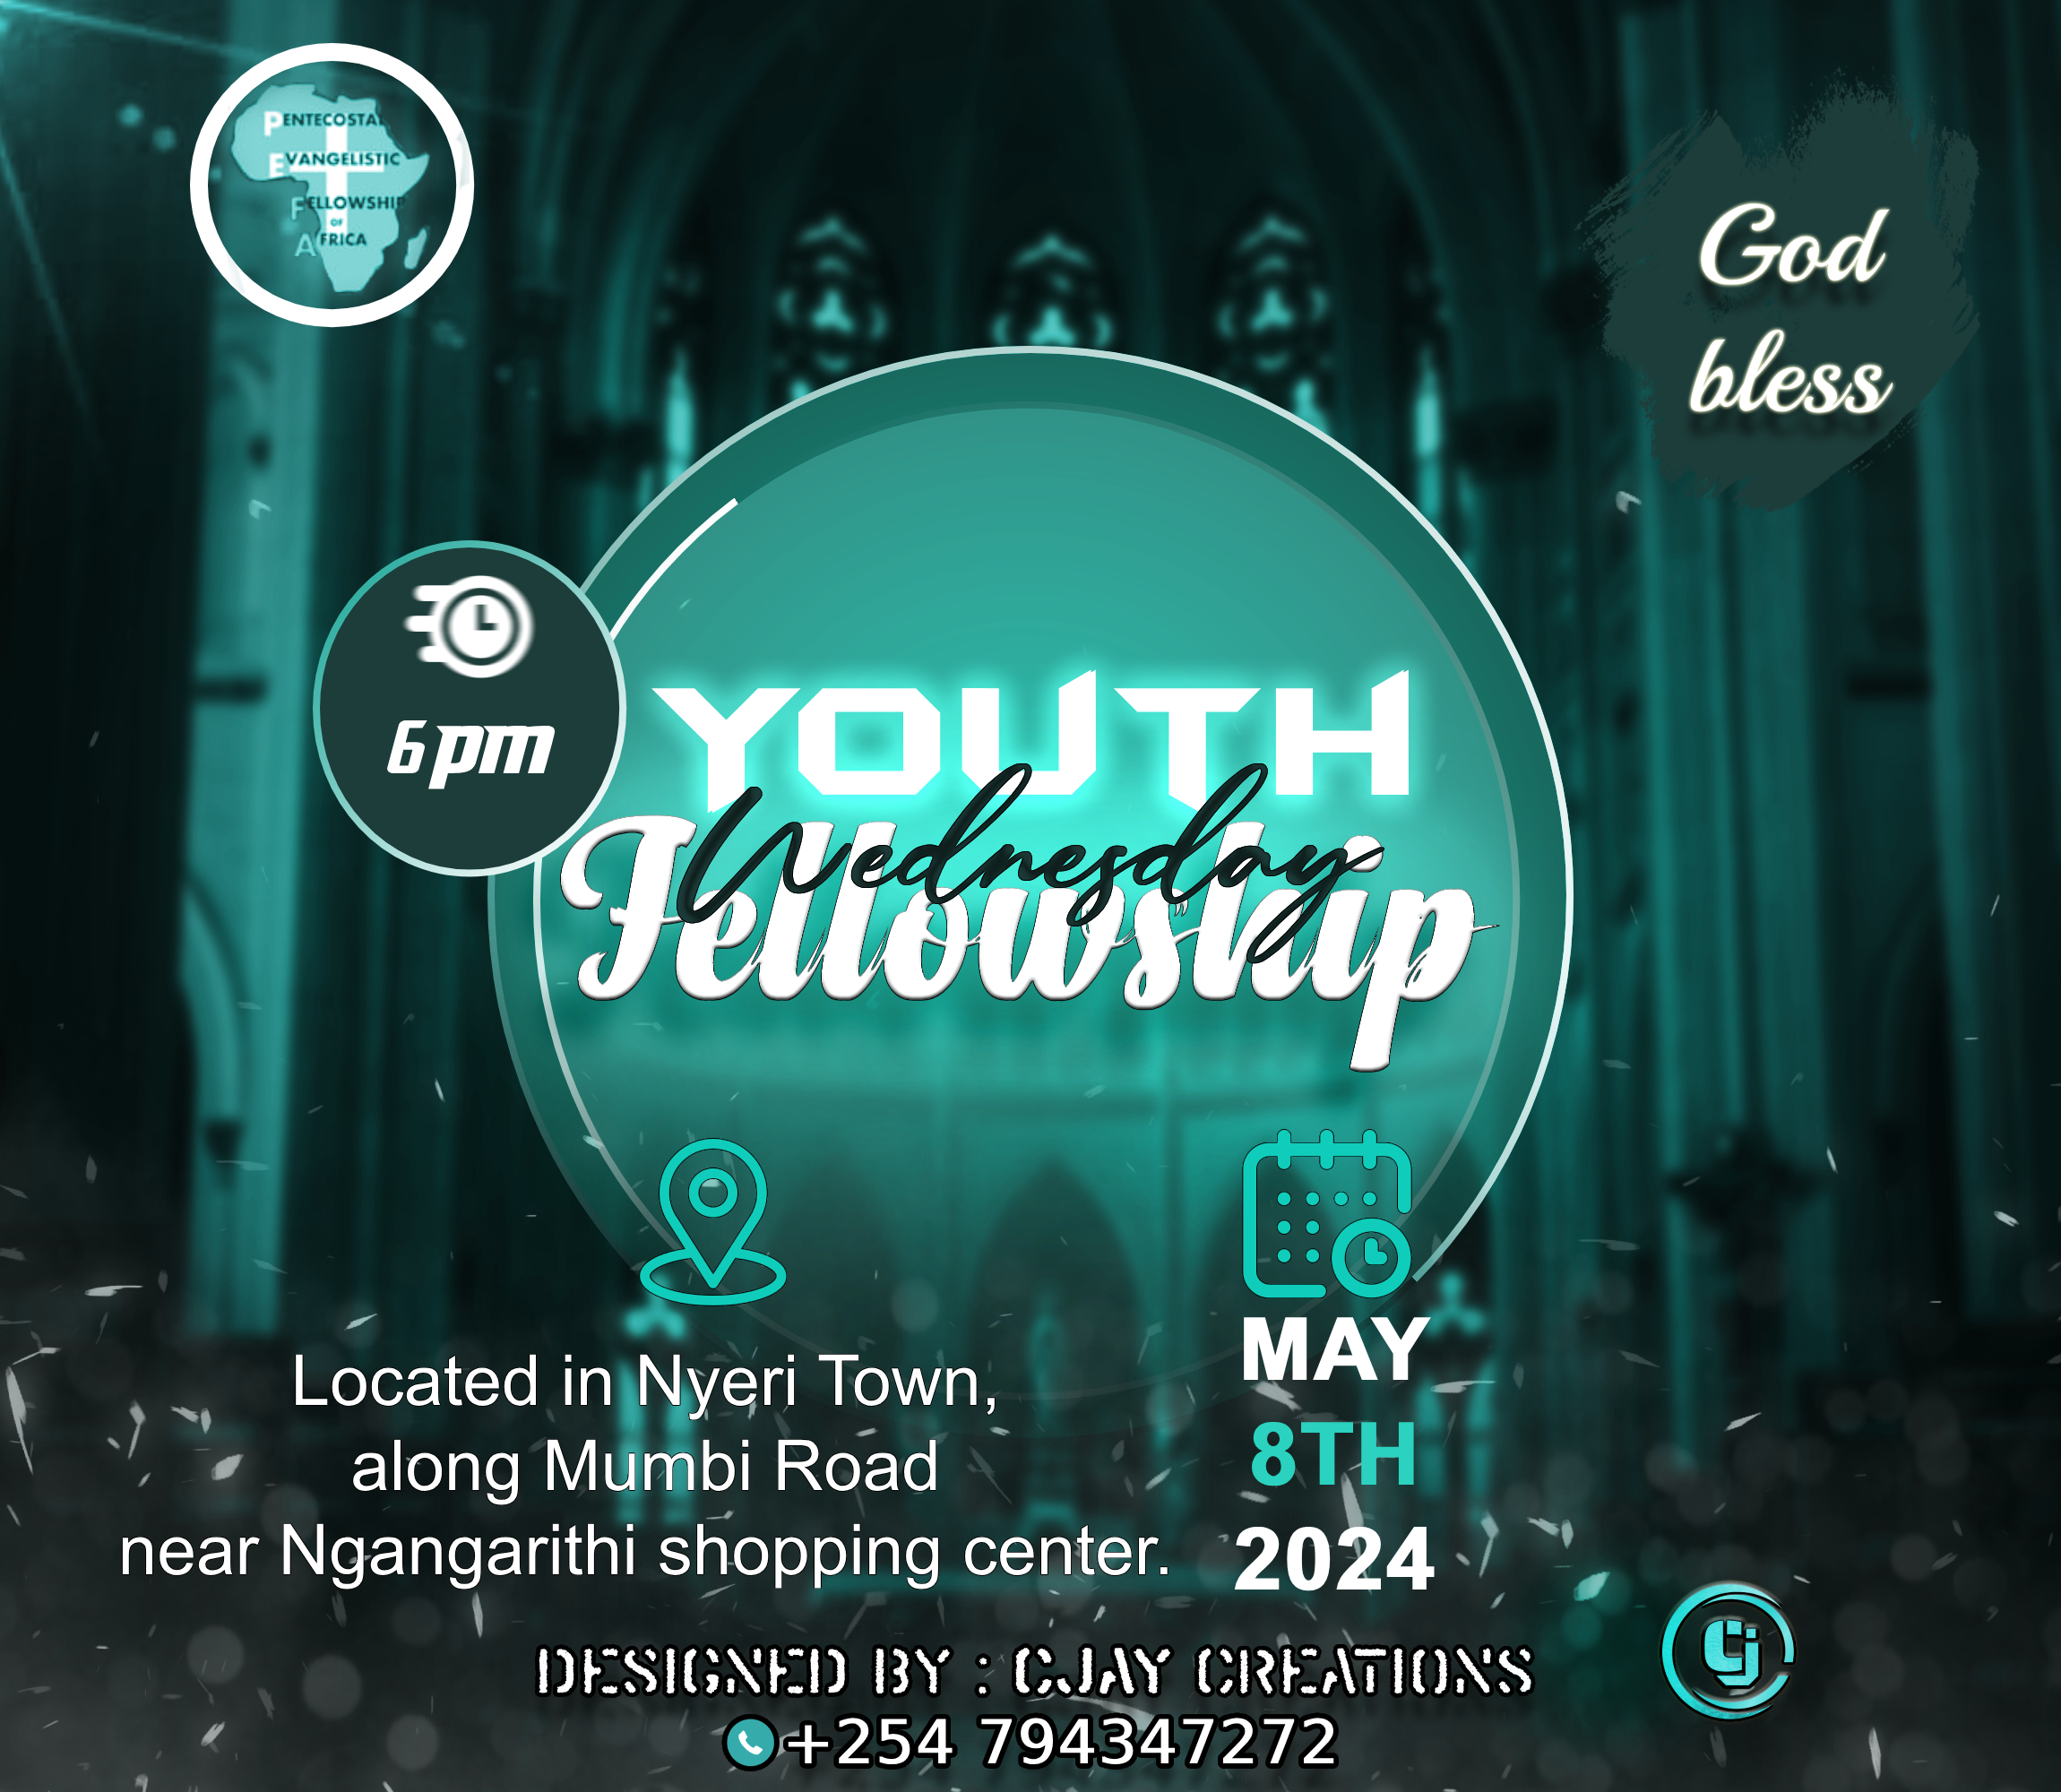 PENTECOSTAL
EVANGELISTIC
FELLOWSHIP
OF
AFRICA
God
bless
6pm
YOUTH
Wednesday
Fellowship
Located in Nyeri Town,
along Mumbi Road
near Ngangarithi shopping center.
MAY
8TH
2024
DESIGNED BY : CJAY CREATIONS
+254 794347272
cj